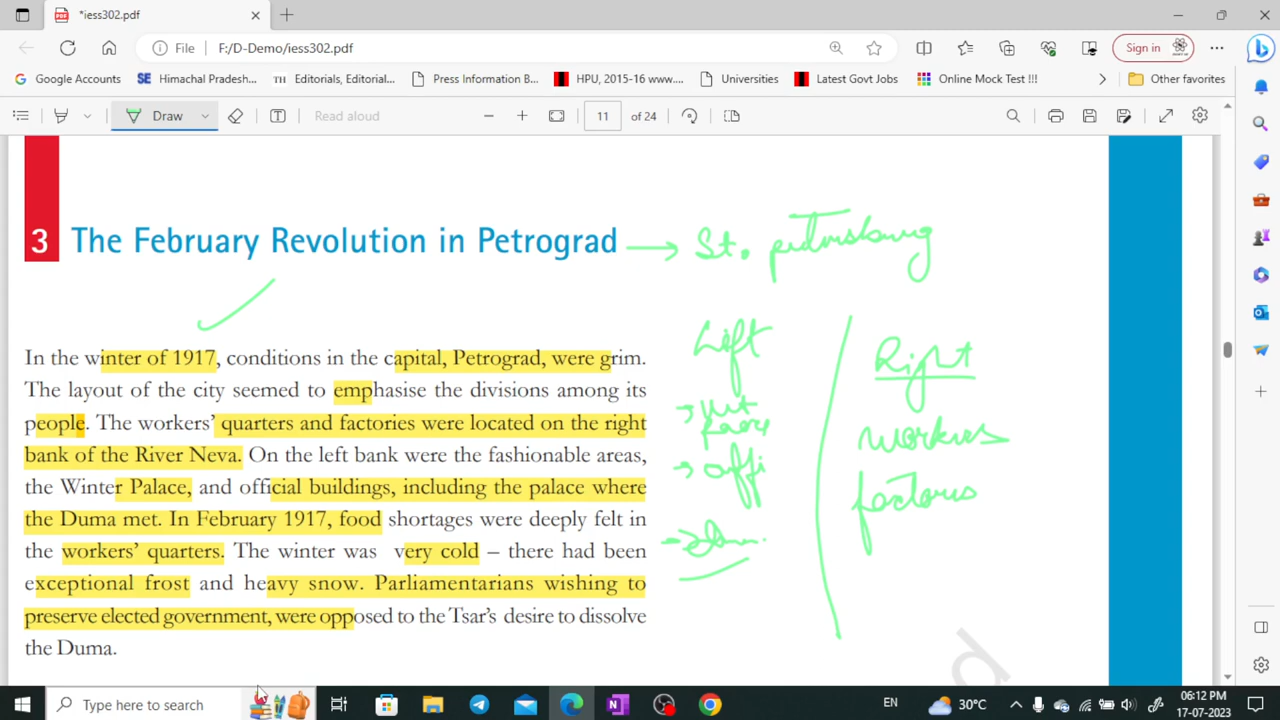 *iess302.pdf
File
F:/D-Demo/iess302.pdf
Sign in
Google Accounts
SE Himachal Pradesh...
TH Editorials, Editorial...
Press Information B...
HPU, 2015-16 www....
Universities
Latest Govt Jobs
Online Mock Test !!!
Other favorites
Draw
Read aloud
11 of 24
3 The February Revolution in Petrograd
St. petersburg
In the winter of 1917, conditions in the capital, Petrograd, were grim.
The layout of the city seemed to emphasise the divisions among its
people. The workers' quarters and factories were located on the right
bank of the River Neva. On the left bank were the fashionable areas,
the Winter Palace, and official buildings, including the palace where
the Duma met. In February 1917, food shortages were deeply felt in
the workers' quarters. The winter was very cold – there had been
exceptional frost and heavy snow. Parliamentarians wishing to
preserve elected government, were opposed to the Tsar's desire to dissolve
the Duma.
Left
offi
Right
workers
d
Type here to search
30°C
EN
06:12 PM
17-07-2023